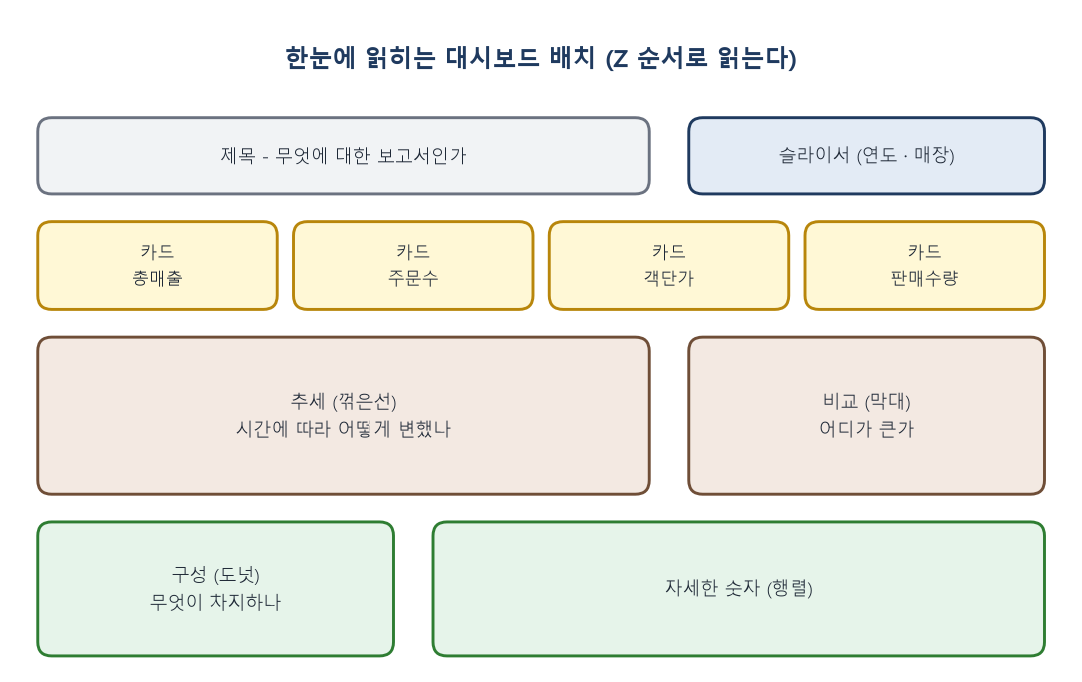 한눈에 읽히는 대시보드 배치 (Z 순서로 읽는다)
제목 - 무엇에 대한 보고서인가
슬라이서 (연도 · 매장)
카드
총매출
카드
주문수
카드
객단가
카드
판매수량
추세 (꺾은선)
시간에 따라 어떻게 변했나
비교 (막대)
어디가 큰가
구성 (도넛)
무엇이 차지하나
자세한 숫자 (행렬)